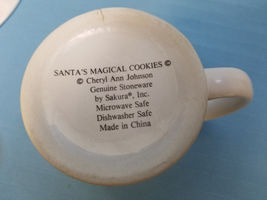 SANTA'S MAGICAL COOKIES ©
© Cheryl Ann Johnson
Genuine Stoneware
by Sakura®, Inc.
Microwave Safe
Dishwasher Safe
Made in China